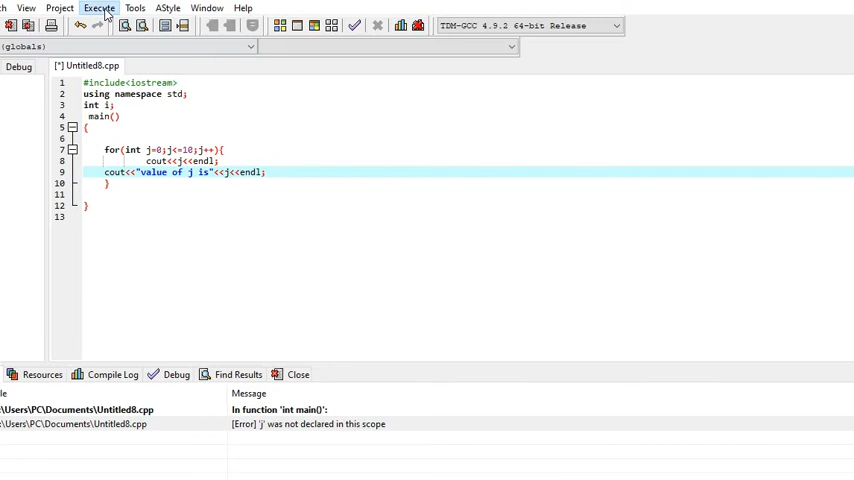 ch View Project Execute Tools AStyle Window Help
TDM-GCC 4.9.2 64-bit Release
(globals)
Debug [*] Untitled8.cpp
1 #include<iostream>
2 using namespace std;
3 int i;
4 main()
5 {
6
7 for(int j=0;j<=10;j++){
8 cout<<j<<endl;
9 cout<<"value of j is"<<j<<endl;
10 }
11
12 }
13
Resources Compile Log Debug Find Results Close
le Message
:\Users\PC\Documents\Untitled8.cpp In function 'int main()':
:\Users\PC\Documents\Untitled8.cpp [Error] 'j' was not declared in this scope